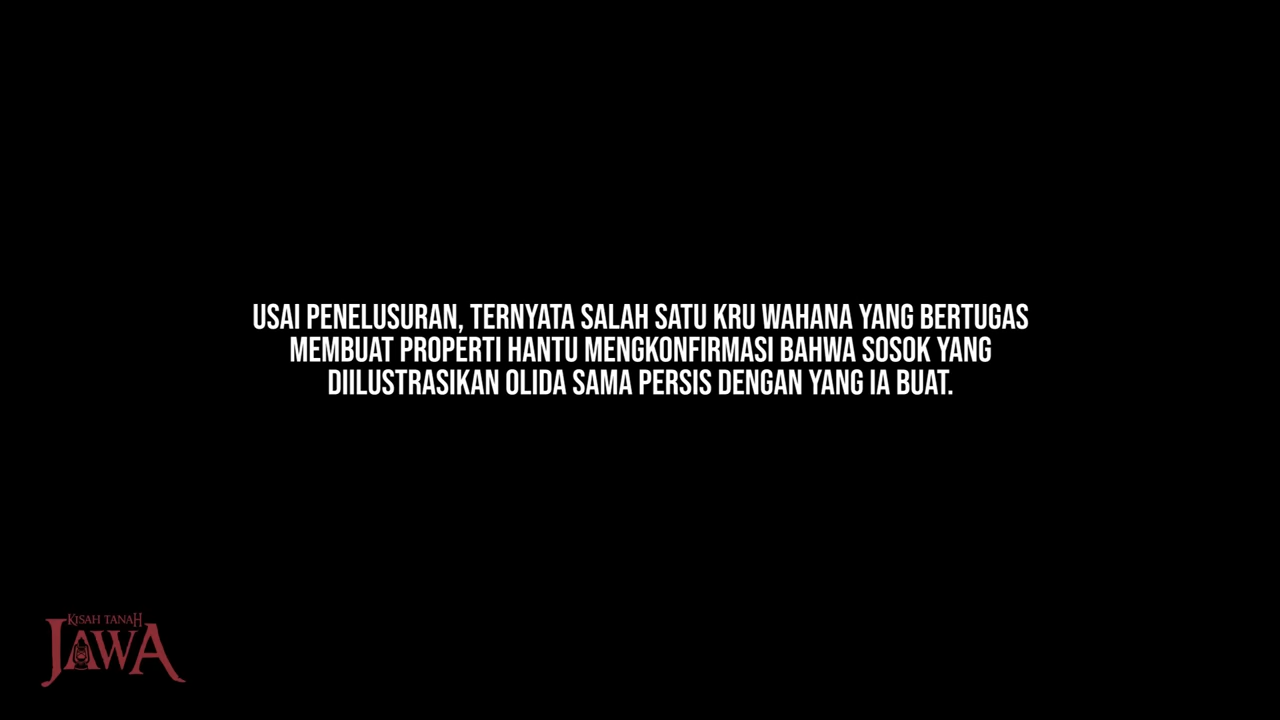 USAI PENELUSURAN, TERNYATA SALAH SATU KRU WAHANA YANG BERTUGAS
MEMBUAT PROPERTI HANTU MENGKONFIRMASI BAHWA SOSOK YANG
DIILUSTRASIKAN OLIDA SAMA PERSIS DENGAN YANG IA BUAT.
KISAH TANAH
JAWA